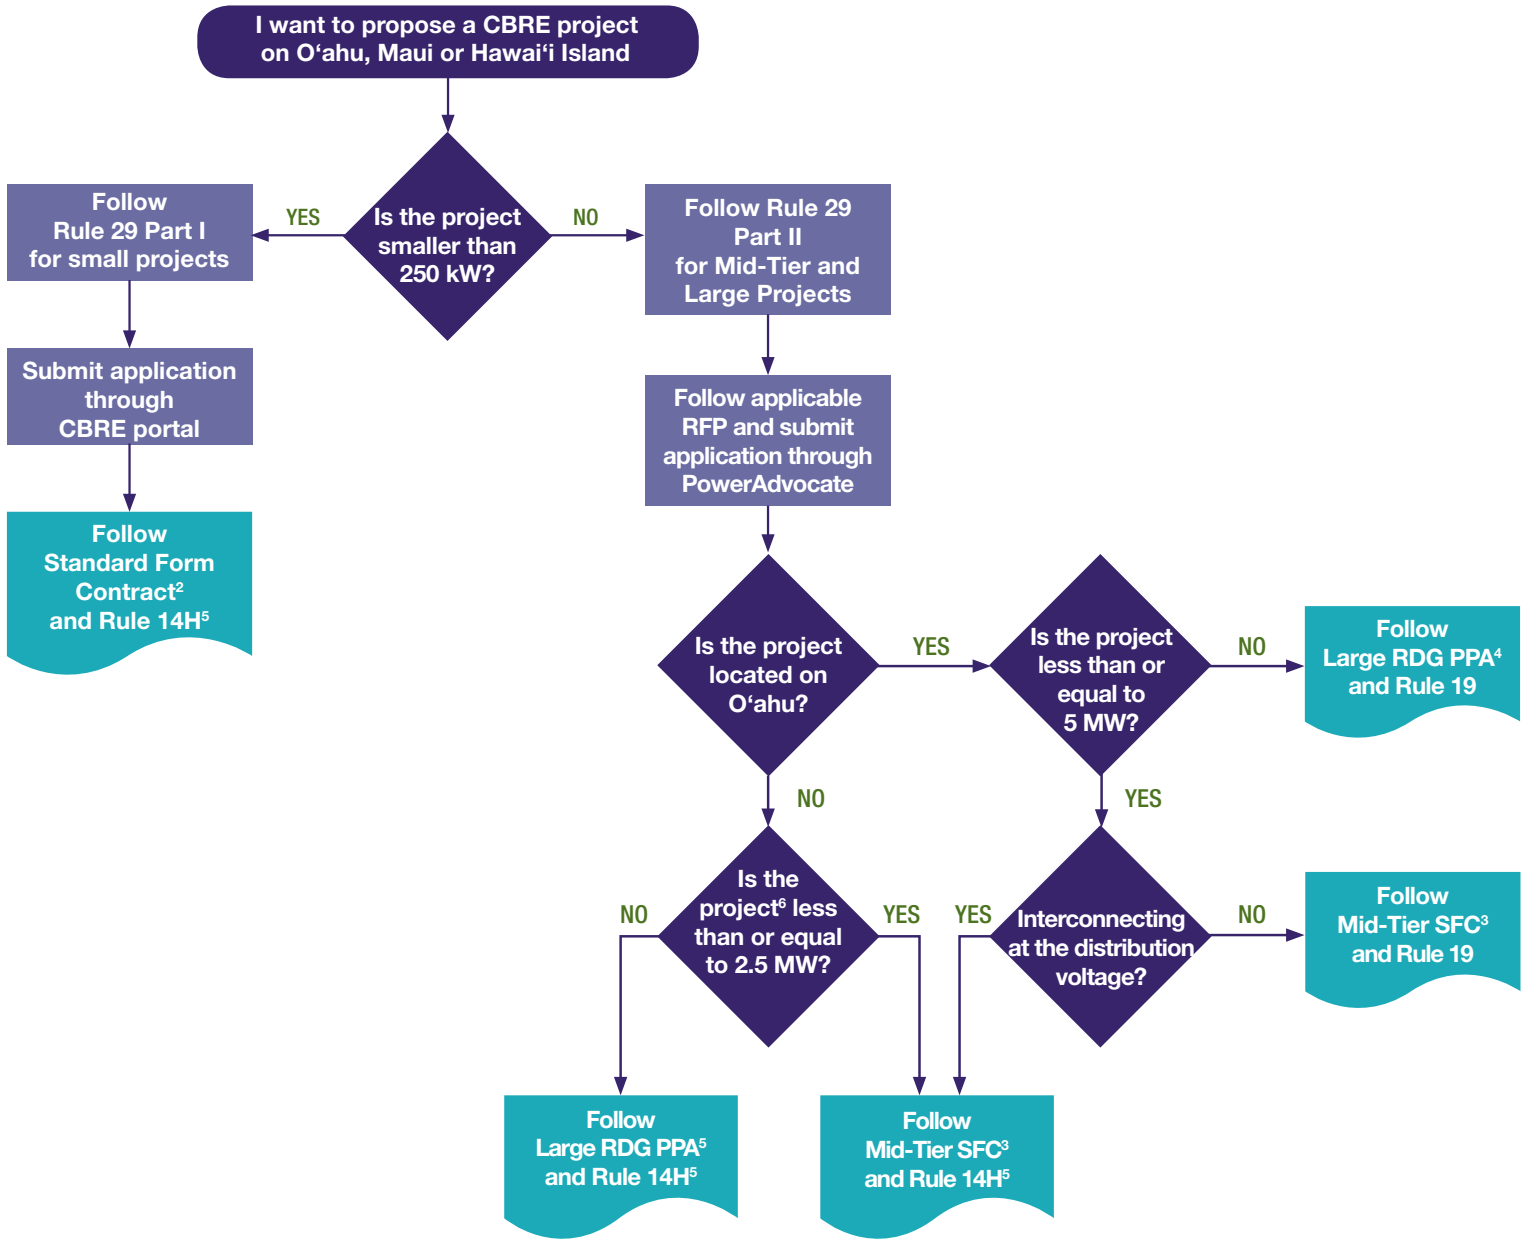 I want to propose a CBRE project
on Oʻahu, Maui or Hawaiʻi Island
Is the project
smaller than
250 kW?
YES
NO
Follow
Rule 29 Part I
for small projects
Submit application
through
CBRE portal
Follow
Standard Form
Contract²
and Rule 14H⁵
Follow Rule 29
Part II
for Mid-Tier and
Large Projects
Follow applicable
RFP and submit
application through
PowerAdvocate
Is the project
located on
Oʻahu?
YES
NO
Is the project
less than or
equal to
5 MW?
NO
YES
Follow
Large RDG PPA⁴
and Rule 19
Is the
project⁶ less
than or equal
to 2.5 MW?
NO
YES
Interconnecting
at the distribution
voltage?
YES
NO
Follow
Mid-Tier SFC³
and Rule 19
Follow
Large RDG PPA⁵
and Rule 14H⁵
Follow
Mid-Tier SFC³
and Rule 14H⁵